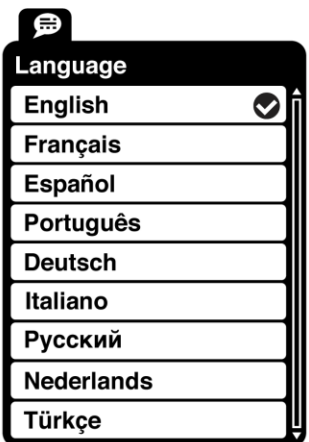 Language
English
Français
Español
Português
Deutsch
Italiano
Русский
Nederlands
Türkçe